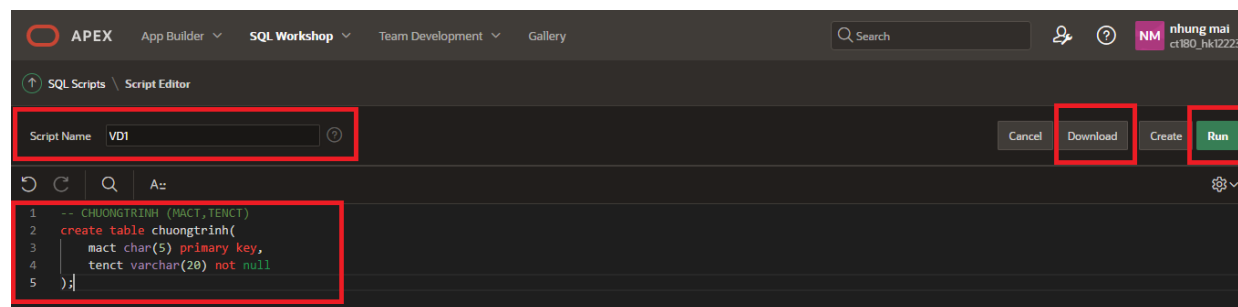 APEX App Builder SQL Workshop Team Development Gallery Search NM nhung mai
ct180_hk12223
SQL Scripts \ Script Editor
Script Name VD1 Cancel Download Create Run
A::
1 -- CHUONGTRINH (MACT,TENCT)
2 create table chuongtrinh(
3 mact char(5) primary key,
4 tenct varchar(20) not null
5 );